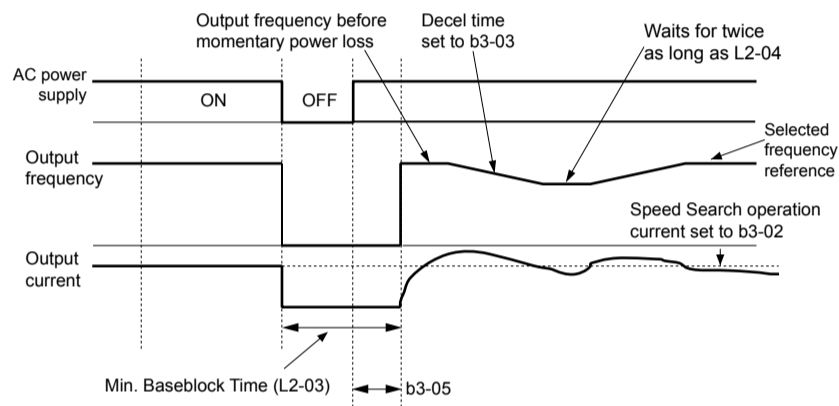 Output frequency before
momentary power loss
Decel time
set to b3-03
Waits for twice
as long as L2-04
AC power
supply
ON
OFF
Output
frequency
Selected
frequency
reference
Speed Search operation
current set to b3-02
Output
current
Min. Baseblock Time (L2-03)
b3-05